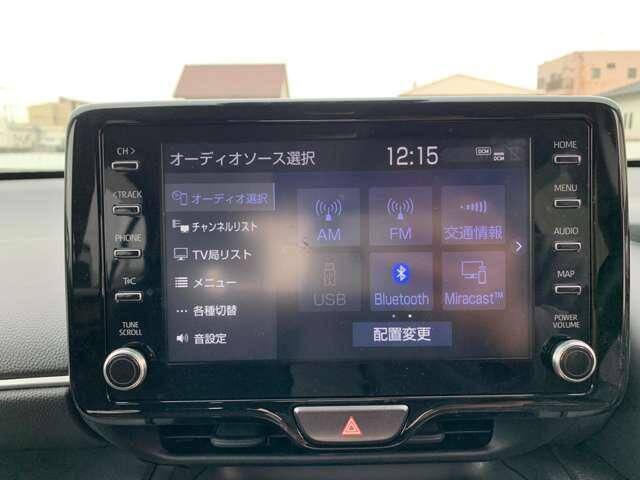 CH>
<TRACK
PHONE
T×C
TUNE
SCROLL
オーディオソース選択
12:15
DCM
DCM
オーディオ選択
チャンネルリスト
TV局リスト
メニュー
各種切替
音設定
AM
FM
交通情報
USB
Bluetooth
Miracast™
配置変更
HOME
MENU
AUDIO
MAP
POWER
VOLUME